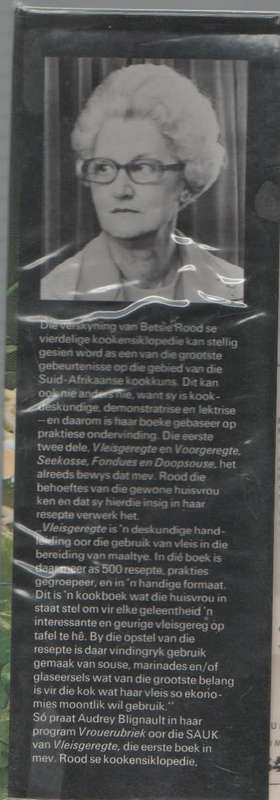 Die verskyning van Betsie Rood se
vierdelige kookensiklopedie kan stellig
gesien word as een van die grootste
gebeurtenisse op die gebied van die
Suid-Afrikaanse kookkuns. Dit kan
ook nie anders nie, want sy is kook-
deskundige, demonstratrise en lektrise
—en daarom is haar boeke gebaseer op
praktiese ondervinding. Die eerste
twee dele, Vleisgeregte en Voorgeregte,
Seekosse, Fondues en Doopsouse, het
alreeds bewys dat mev. Rood die
behoeftes van die gewone huisvrou
ken en dat sy hierdie insig in haar
resepte verwerk het.
„Vleisgeregte is 'n deskundige hand-
leiding oor die gebruik van vleis in die
bereiding van maaltye. In dié boek is
daar meer as 500 resepte, prakties
gegroepeer, en in 'n handige formaat.
Dit is 'n kookboek wat die huisvrou in
staat stel om vir elke geleentheid 'n
interessante en geurige vleisgereg op
tafel te hê. By die opstel van die
resepte is daar vindingryk gebruik
gemaak van souse, marinades en/of
glaseersels wat van die grootste belang
is vir die kok wat haar vleis so ekono-
mies moontlik wil gebruik.”
Só praat Audrey Blignault in haar
program Vrouerubriek oor die SAUK
van Vleisgeregte, die eerste boek in
mev. Rood se kookensiklopedie.